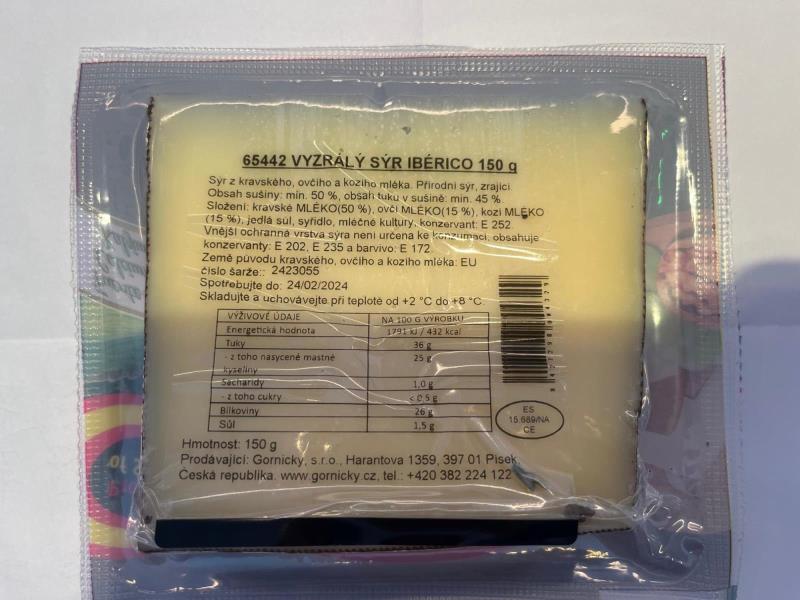 65442 VYZRÁLÝ SÝR IBÉRICO 150 g
Sýr z kravského, ovčího a kozího mléka. Přírodní sýr, zrající.
Obsah sušiny: min. 50 %, obsah tuku v sušině: min. 45 %
Složení: kravské MLÉKO(50 %), ovčí MLÉKO(15 %), kozí MLÉKO
(15 %), jedlá sůl, syřidlo, mléčné kultury, konzervant: E 252.
Vnější ochranná vrstva sýra není určena ke konzumaci, obsahuje
konzervanty: E 202, E 235 a barvivo: E 172
Země původu kravského, ovčího a kozího mléka: EU
číslo šarže:: 2423055
Spotřebujte do: 24/02/2024
Skladujte a uchovávejte při teplotě od +2 °C do +8 °C
VÝŽIVOVÉ ÚDAJE NA 100 G VÝROBKU
Energetická hodnota 1791 kJ / 432 kcal
Tuky 36 g
- z toho nasycené mastné 25 g
kyseliny
Sacharidy 1,0 g
- z toho cukry < 0,5 g
Bílkoviny 26 g
Sůl 1,5 g
ES
15.689/NA
CE
Hmotnost: 150 g
Prodávající: Gornicky, s.r.o., Harantova 1359, 397 01 Písek,
Česká republika. www.gornicky.cz, tel.: +420 382 224 122